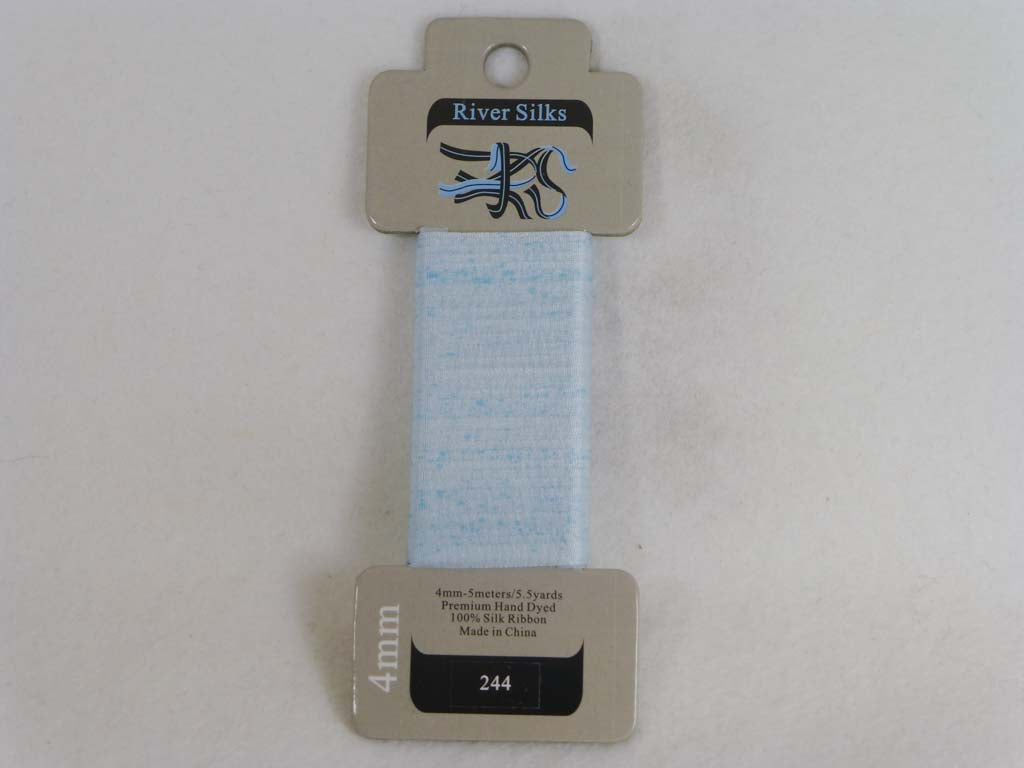 River Silks
RS
4mm-5meters/5.5yards
Premium Hand Dyed
100% Silk Ribbon
Made in China
4mm
244